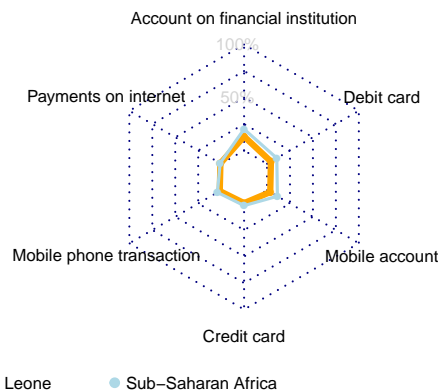 Account on financial institution
100%
Payments on internet
50%
Debit card
Mobile phone transaction
Mobile account
Credit card
Leone
Sub−Saharan Africa